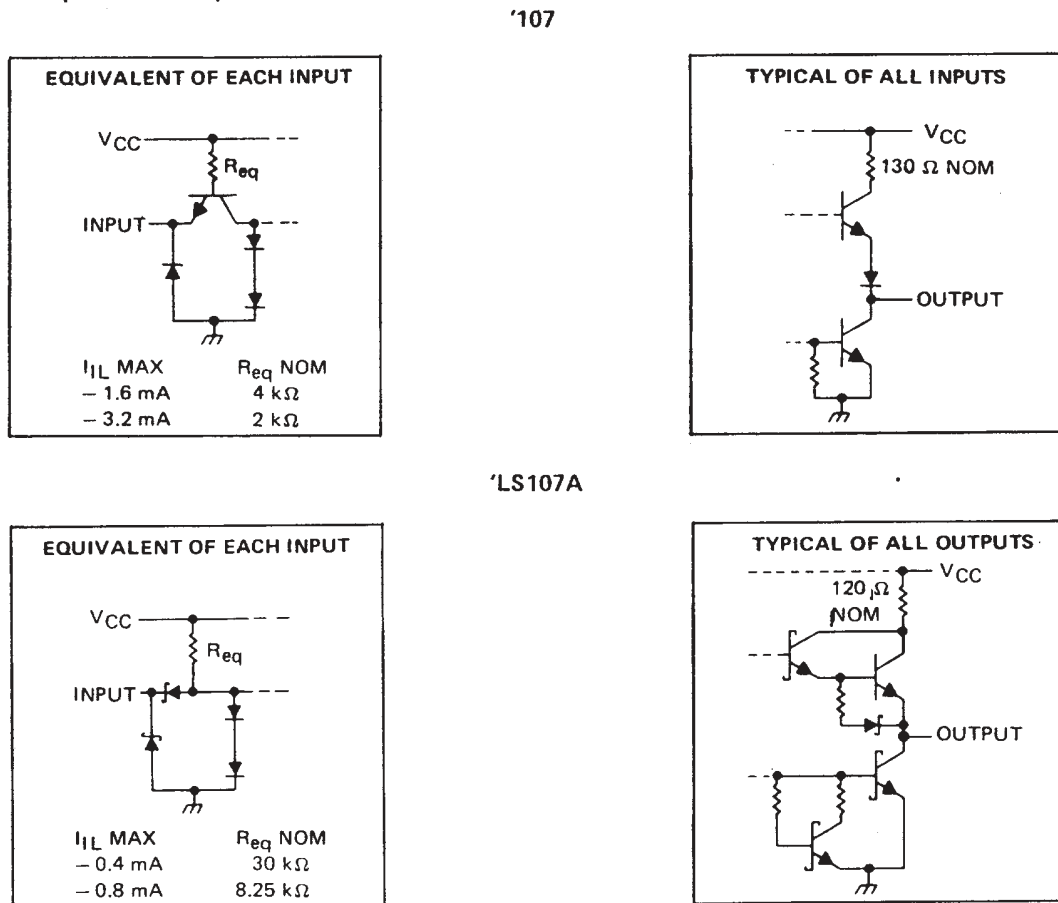 '107
EQUIVALENT OF EACH INPUT
VCC
Req
INPUT
IIL MAX Req NOM
– 1.6 mA 4 kΩ
– 3.2 mA 2 kΩ
TYPICAL OF ALL INPUTS
VCC
130 Ω NOM
OUTPUT
'LS107A
EQUIVALENT OF EACH INPUT
VCC
Req
INPUT
IIL MAX Req NOM
– 0.4 mA 30 kΩ
– 0.8 mA 8.25 kΩ
TYPICAL OF ALL OUTPUTS
VCC
120 Ω
NOM
OUTPUT